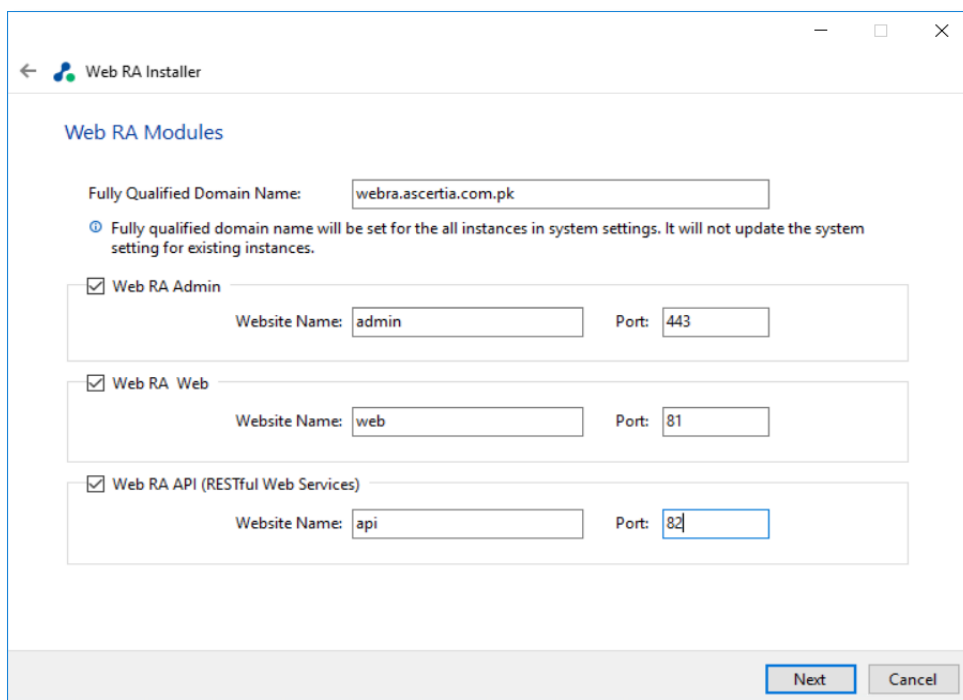 Web RA Installer
Web RA Modules
Fully Qualified Domain Name: webra.ascertia.com.pk
Fully qualified domain name will be set for the all instances in system settings. It will not update the system
setting for existing instances.
Web RA Admin
Website Name: admin Port: 443
Web RA Web
Website Name: web Port: 81
Web RA API (RESTful Web Services)
Website Name: api Port: 82
Next Cancel